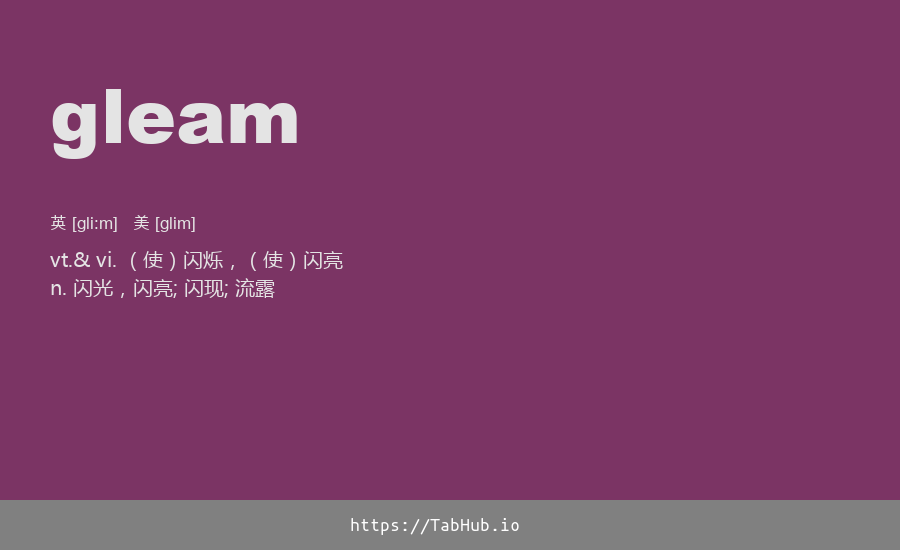 gleam
英 [gli:m] 美 [glim]
vt.& vi. （使）闪烁，（使）闪亮
n. 闪光，闪亮; 闪现; 流露
https://TabHub.io